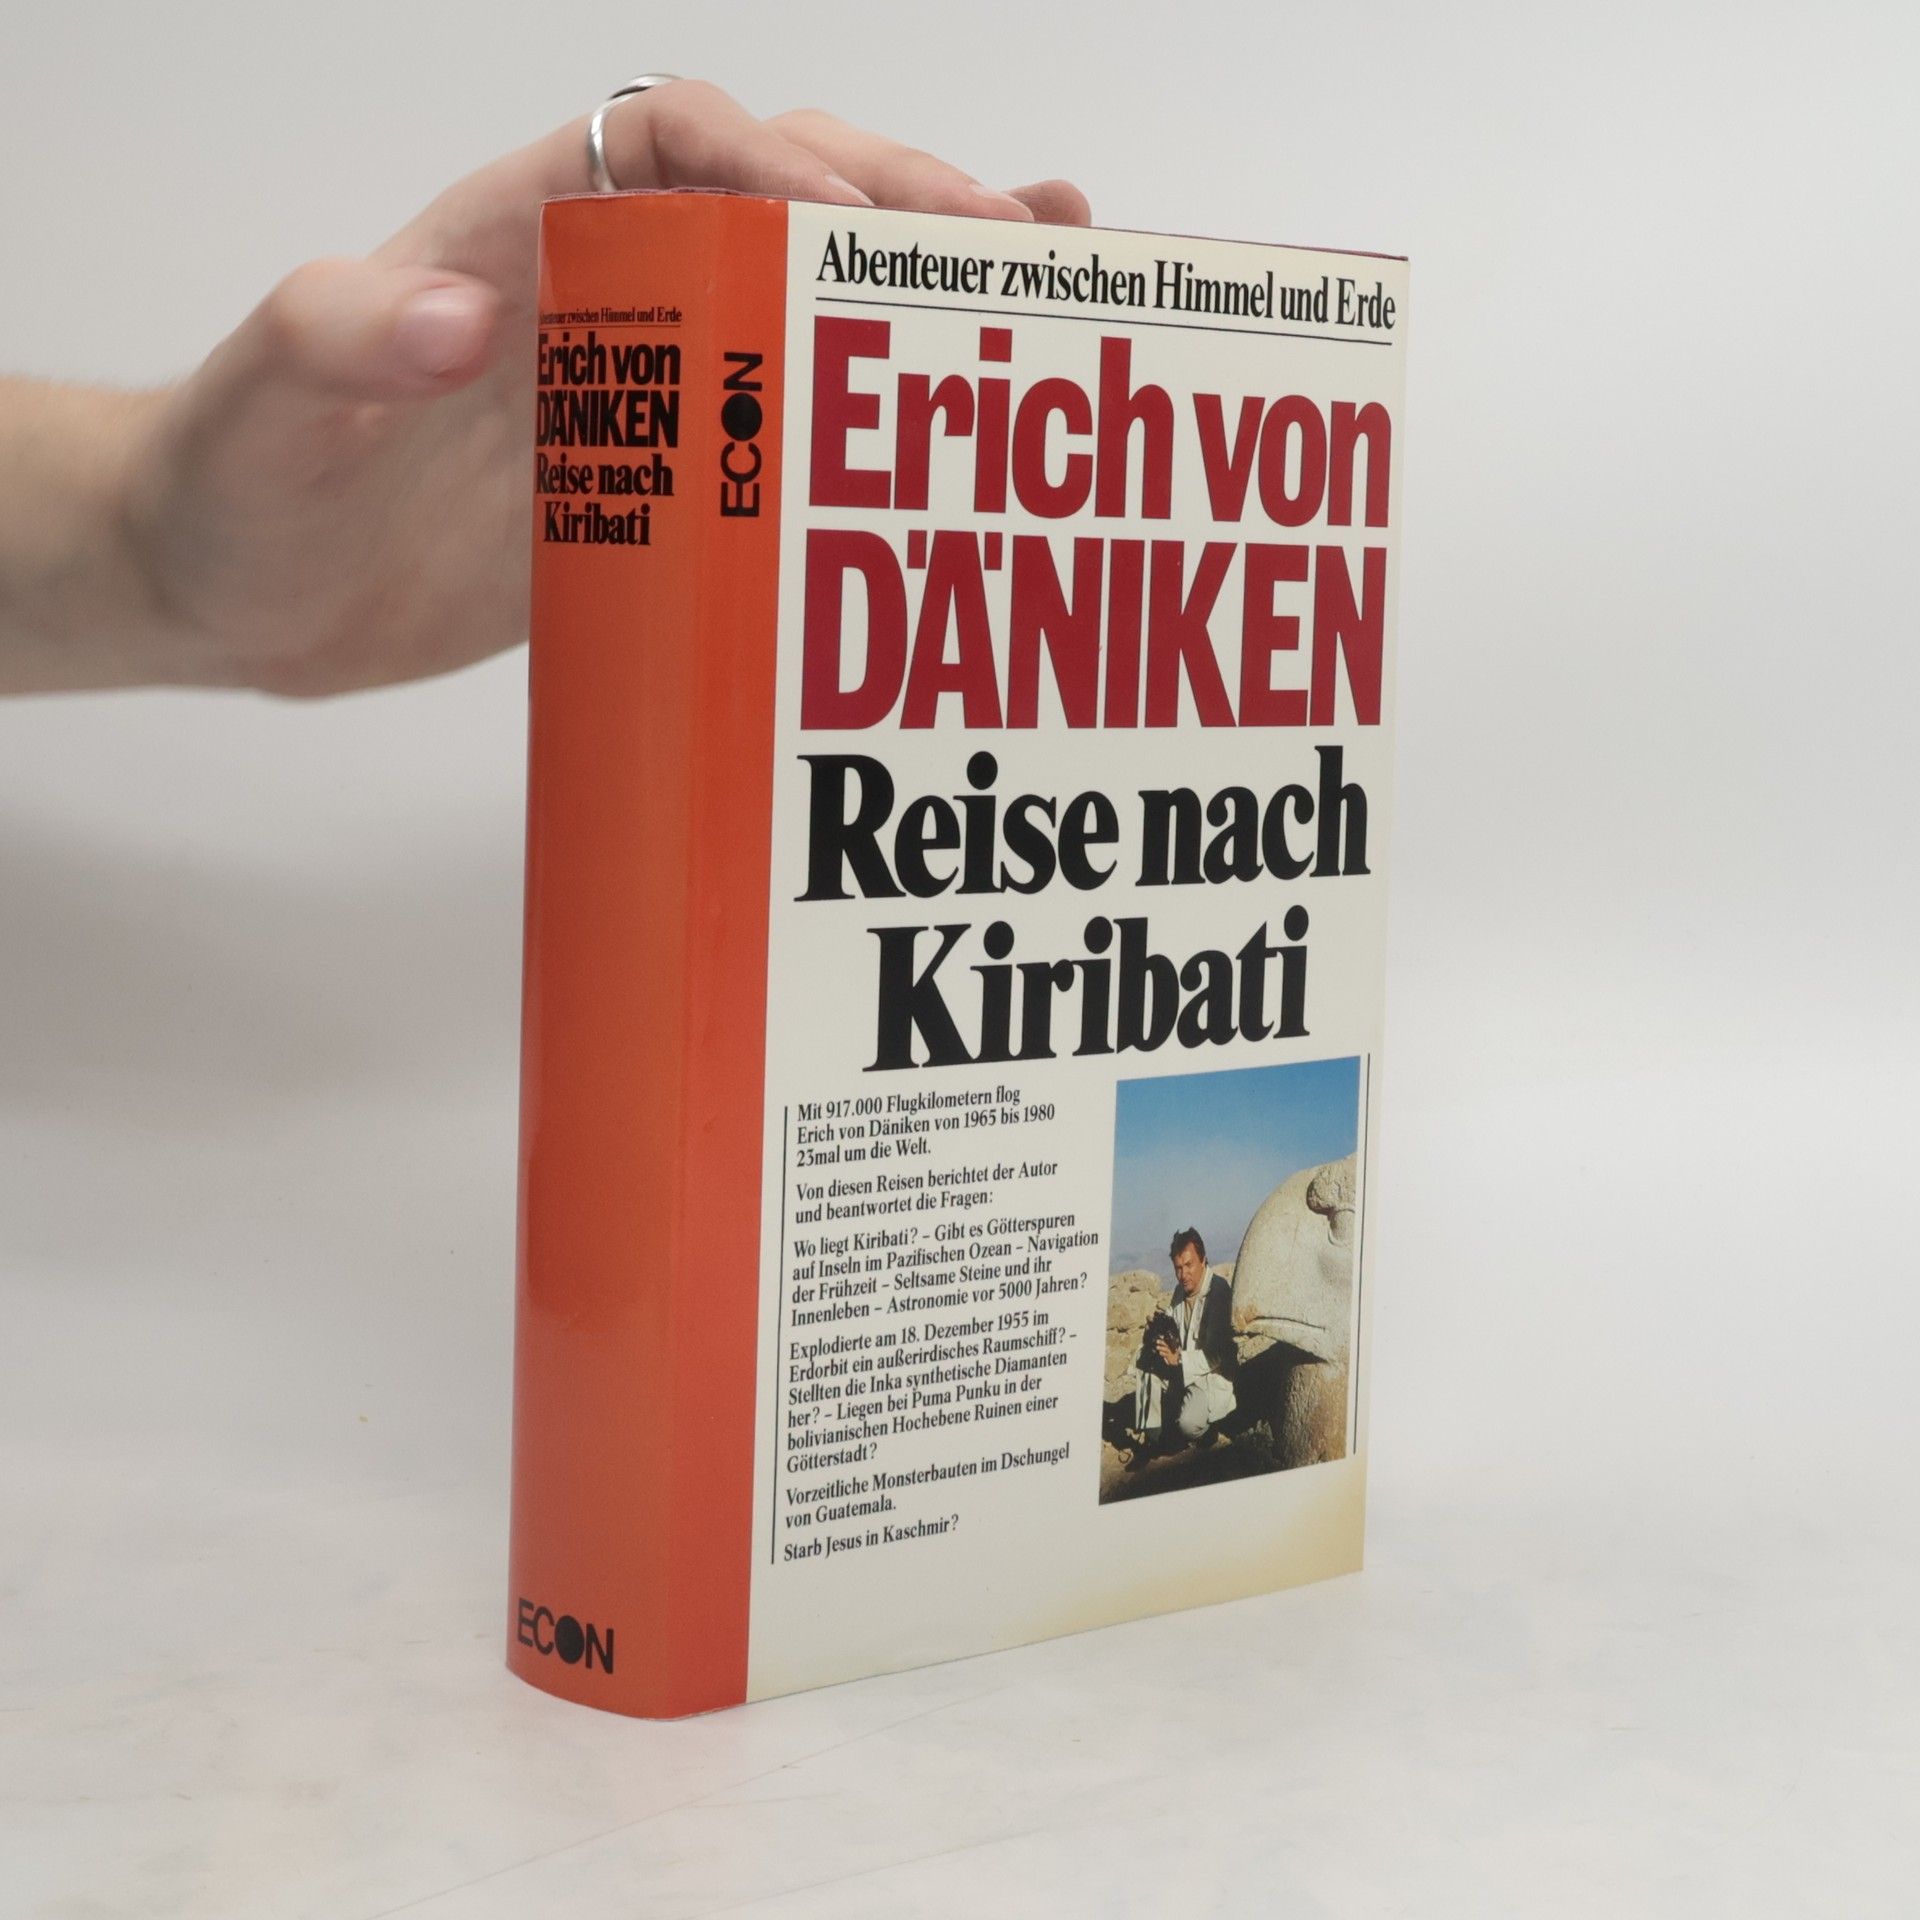 Abenteuer zwischen Himmel und Erde
Erich von
DÄNIKEN
Reise nach
Kiribati
ECON
ECON
Abenteuer zwischen Himmel und Erde
Erich von
DÄNIKEN
Reise nach
Kiribati
Mit 917.000 Flugkilometern flog
Erich von Däniken von 1965 bis 1980
23mal um die Welt.
Von diesen Reisen berichtet der Autor
und beantwortet die Fragen:
Wo liegt Kiribati? – Gibt es Götterspuren
auf Inseln im Pazifischen Ozean – Navigation
der Frühzeit – Seltsame Steine und ihr
Innenleben – Astronomie vor 5000 Jahren?
Explodierte am 18. Dezember 1955 im
Erdorbit ein außerirdisches Raumschiff? –
Stellten die Inka synthetische Diamanten
her? – Liegen bei Puma Punku in der
bolivianischen Hochebene Ruinen einer
Götterstadt?
Vorzeitliche Monsterbauten im Dschungel
von Guatemala.
Starb Jesus in Kaschmir?